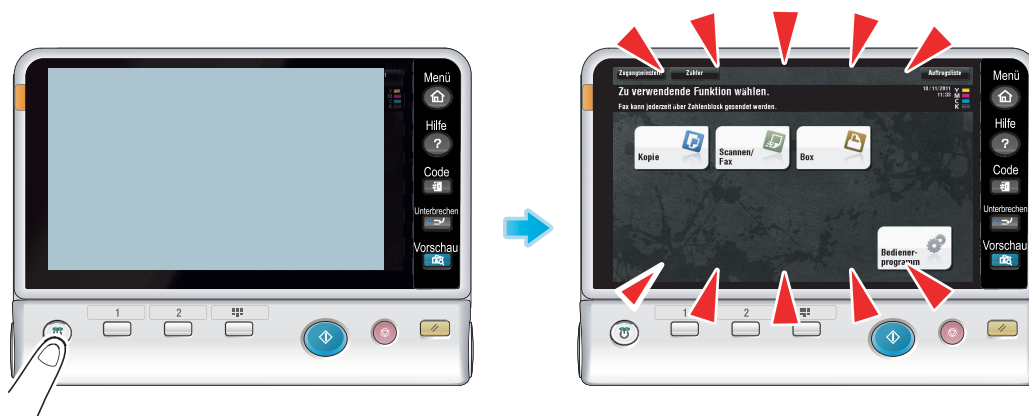 Menü
Hilfe
?
Code
Unterbrechen
Vorschau
Y
M
C
K
1
2
Zugangseinstell.
Zähler
Auftragsliste
Zu verwendende Funktion wählen.
10/11/2011
11:33
Y
M
C
K
Fax kann jederzeit über Zahlenblock gesendet werden.
Kopie
Scannen/
Fax
Box
Bediener-
programm
Menü
Hilfe
?
Code
Unterbrechen
Vorschau
1
2